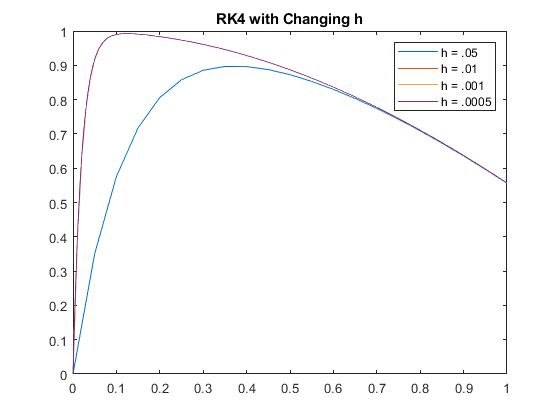 RK4 with Changing h
h = .05
h = .01
h = .001
h = .0005
1
0.9
0.8
0.7
0.6
0.5
0.4
0.3
0.2
0.1
0
0 0.1 0.2 0.3 0.4 0.5 0.6 0.7 0.8 0.9 1